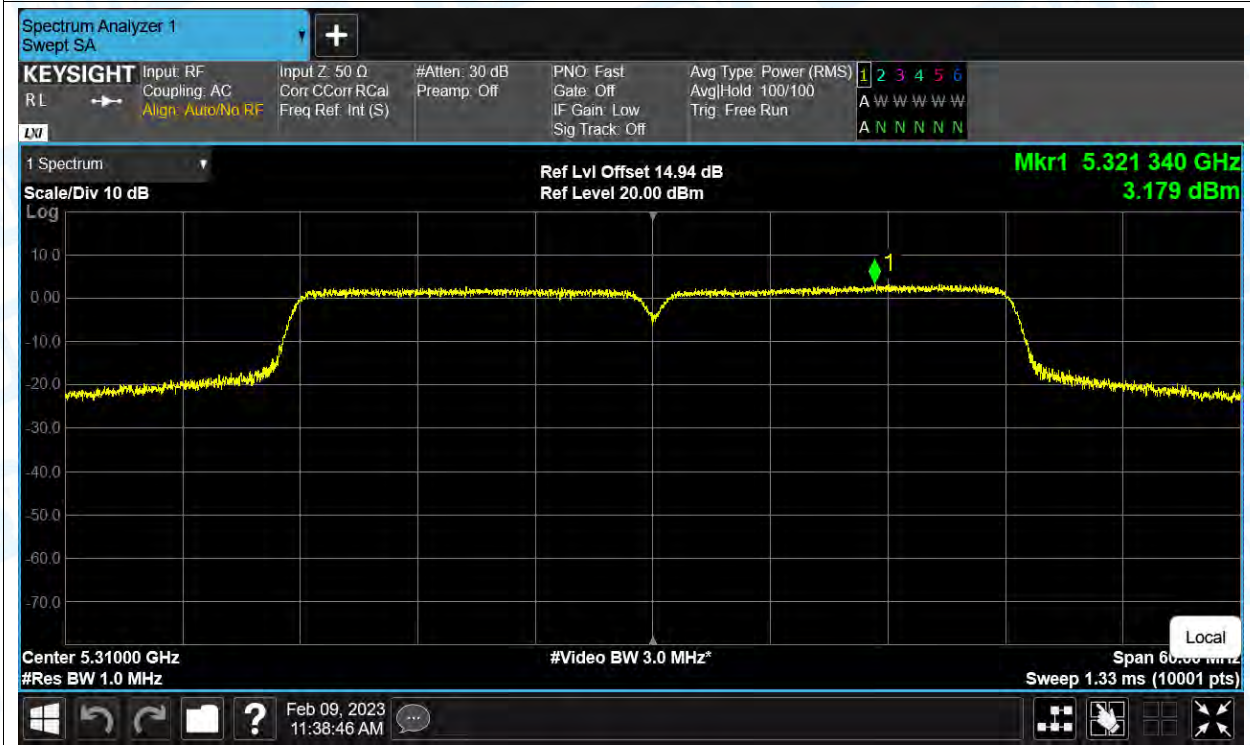 Spectrum Analyzer 1
Swept SA
KEYSIGHT
R L
LXI
Input: RF
Coupling: AC
Align: Auto/No RF
Input Z: 50 Ω
Corr CCorr RCal
Freq Ref: Int (S)
#Atten: 30 dB
Preamp: Off
PNO: Fast
Gate: Off
IF Gain: Low
Sig Track: Off
Avg Type: Power (RMS)
Avg|Hold: 100/100
Trig: Free Run
1 2 3 4 5 6
A W W W W W
A N N N N N
1 Spectrum
Scale/Div 10 dB
Log
Ref Lvl Offset 14.94 dB
Ref Level 20.00 dBm
Mkr1 5.321 340 GHz
3.179 dBm
10.0
1
0.00
-10.0
-20.0
-30.0
-40.0
-50.0
-60.0
-70.0
Local
Center 5.31000 GHz
#Res BW 1.0 MHz
#Video BW 3.0 MHz*
Span 60.00 MHz
Sweep 1.33 ms (10001 pts)
?
Feb 09, 2023
11:38:46 AM